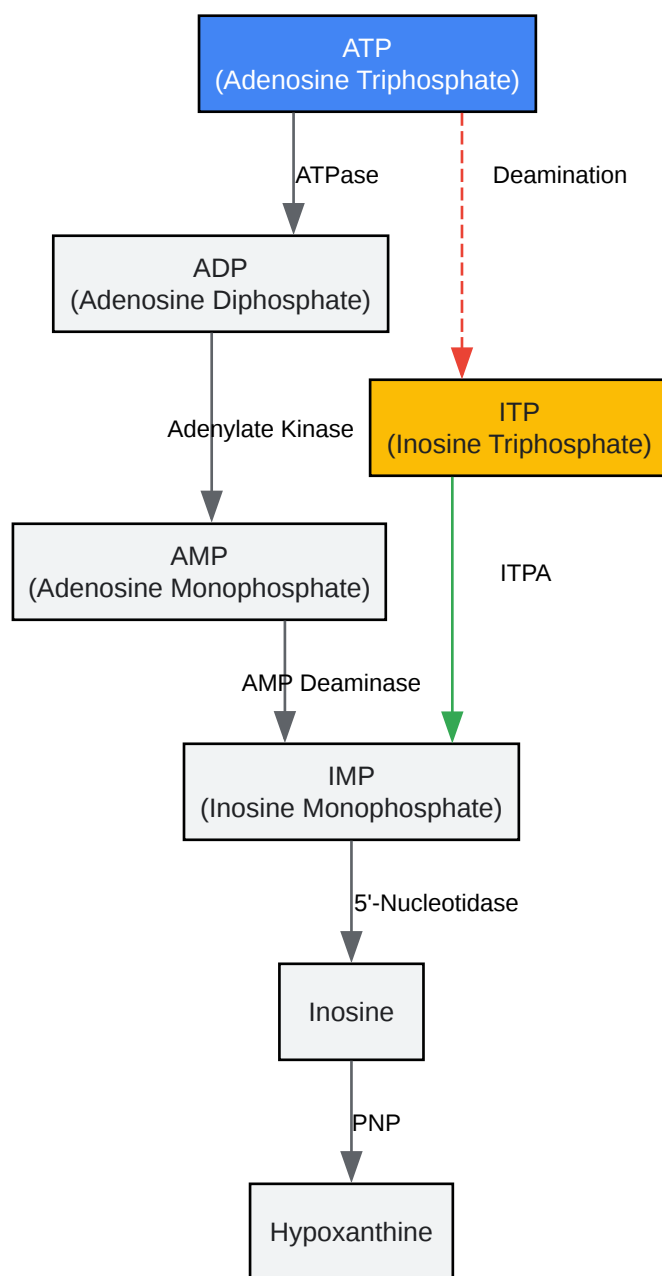 ATP
(Adenosine Triphosphate)
ATPase
Deamination
ADP
(Adenosine Diphosphate)
ITP
(Inosine Triphosphate)
Adenylate Kinase
AMP
(Adenosine Monophosphate)
ITPA
AMP Deaminase
IMP
(Inosine Monophosphate)
5'-Nucleotidase
Inosine
PNP
Hypoxanthine